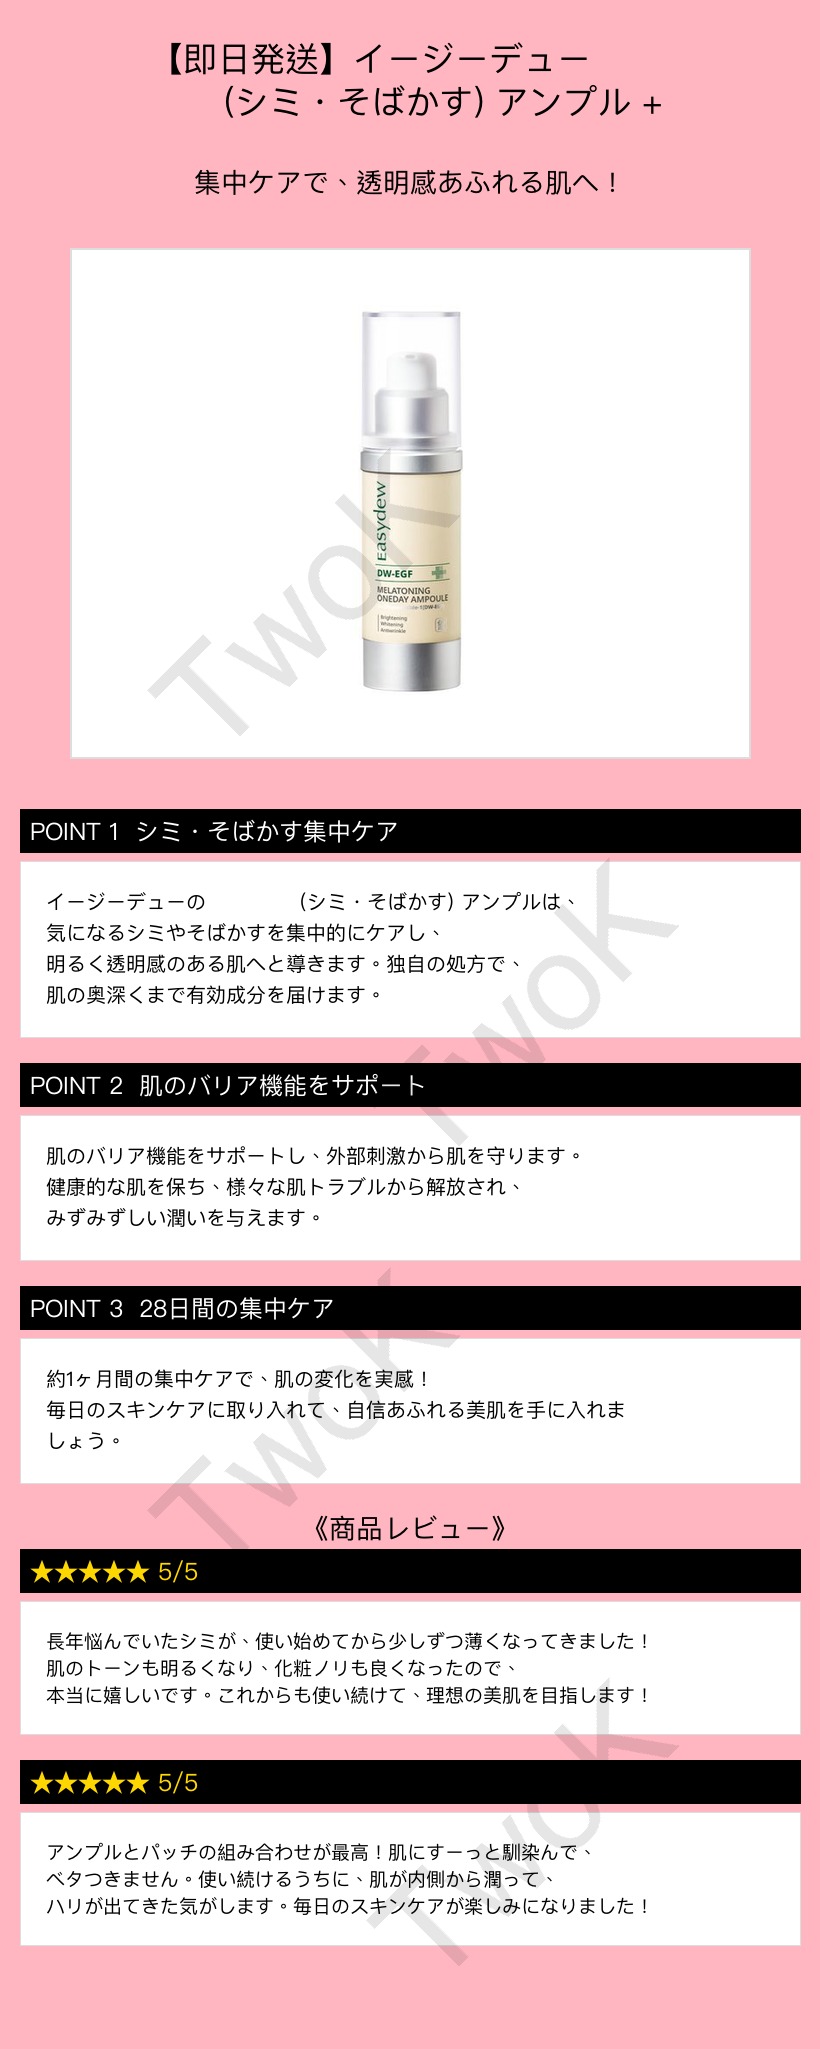 【即日発送】イージーデュー
(シミ・そばかす) アンプル +
集中ケアで、透明感あふれる肌へ！
Easydew
DW-EGF
MELATONING
ONEDAY AMPOULE
Brightening
Whitening
Antiwrinkle
TwoK
POINT 1 シミ・そばかす集中ケア
イージーデューの (シミ・そばかす) アンプルは、
気になるシミやそばかすを集中的にケアし、
明るく透明感のある肌へと導きます。独自の処方で、
肌の奥深くまで有効成分を届けます。
TwoK
POINT 2 肌のバリア機能をサポート
肌のバリア機能をサポートし、外部刺激から肌を守ります。
健康的な肌を保ち、様々な肌トラブルから解放され、
みずみずしい潤いを与えます。
POINT 3 28日間の集中ケア
約1ヶ月間の集中ケアで、肌の変化を実感！
毎日のスキンケアに取り入れて、自信あふれる美肌を手に入れま
しょう。
TwoK
《商品レビュー》
★★★★★ 5/5
長年悩んでいたシミが、使い始めてから少しずつ薄くなってきました！
肌のトーンも明るくなり、化粧ノリも良くなったので、
本当に嬉しいです。これからも使い続けて、理想の美肌を目指します！
★★★★★ 5/5
アンプルとパッチの組み合わせが最高！肌にすーっと馴染んで、
ベタつきません。使い続けるうちに、肌が内側から潤って、
ハリが出てきた気がします。毎日のスキンケアが楽しみになりました！
TwoK